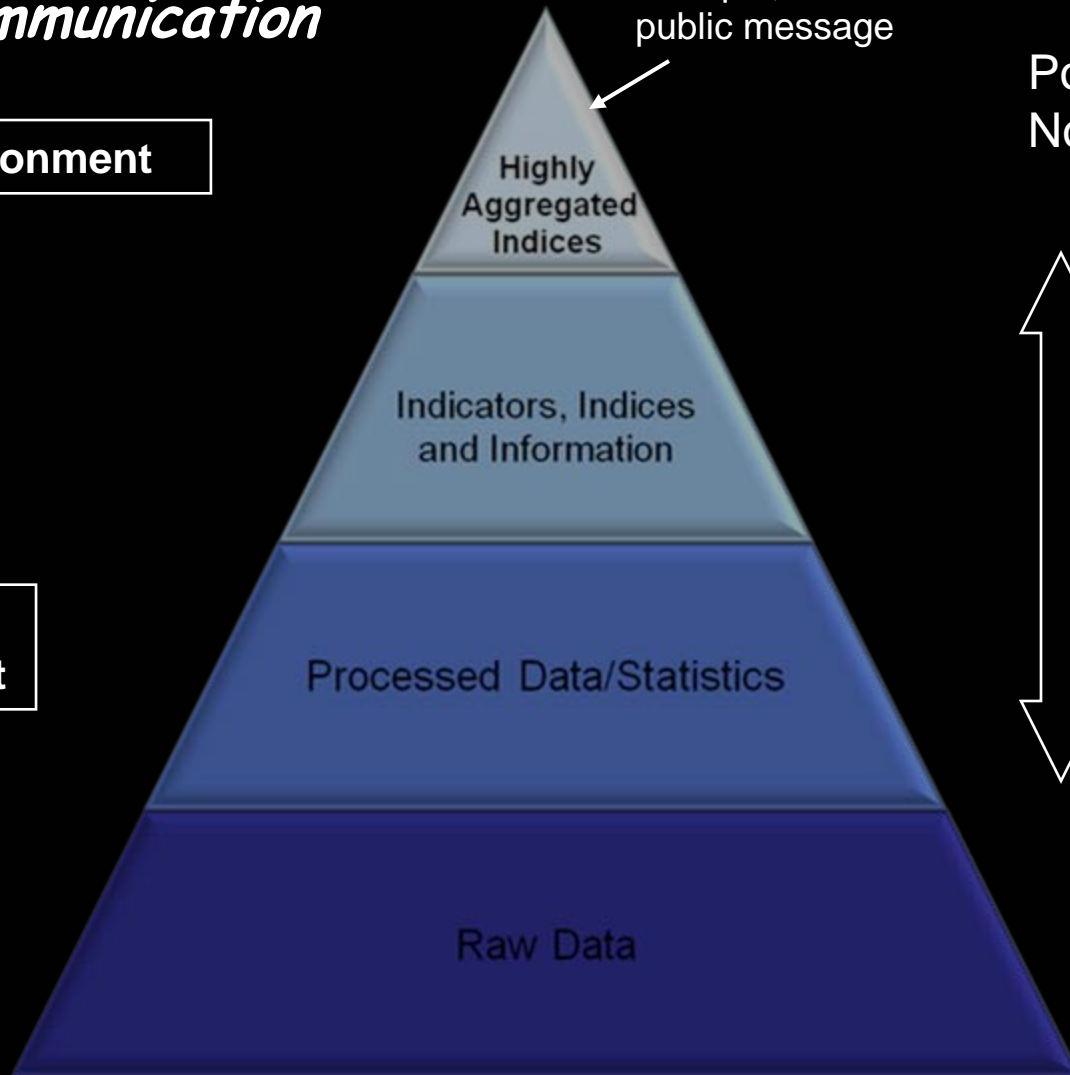 mmunication
public message
Po
No
onment
Highly
Aggregated
Indices
Indicators, Indices
and Information
t
Processed Data/Statistics
Raw Data